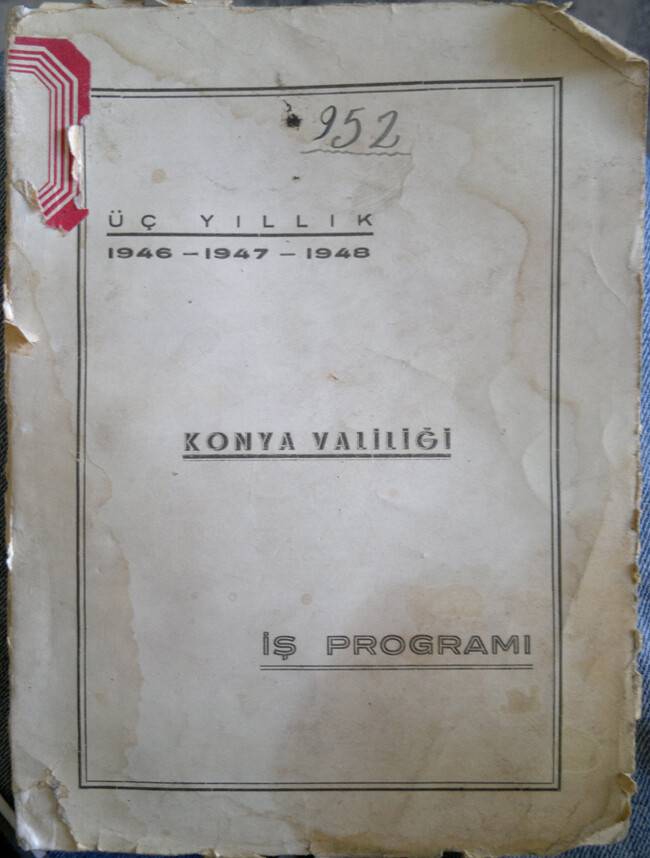 952
ÜÇ YILLIK
1946 — 1947 — 1948
KONYA VALİLİĞİ
İŞ PROGRAMI